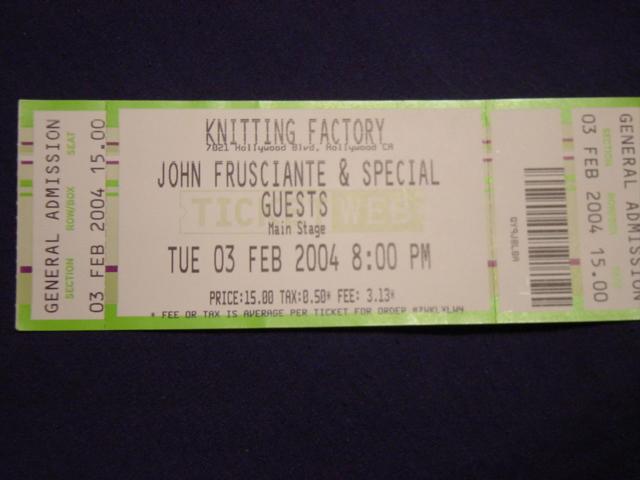 GENERAL ADMISSION
SECTION ROW/BOX SEAT
03 FEB 2004 15.00
KNITTING FACTORY
7021 Hollywood Blvd, Hollywood CA
JOHN FRUSCIANTE & SPECIAL
GUESTS
TICKETWEB
Main Stage
TUE 03 FEB 2004 8:00 PM
PRICE:15.00 TAX:0.50* FEE: 3.13*
* FEE OR TAX IS AVERAGE PER TICKET FOR ORDER
GENERAL ADMISSION
SECTION
03 FEB 2004 15.00